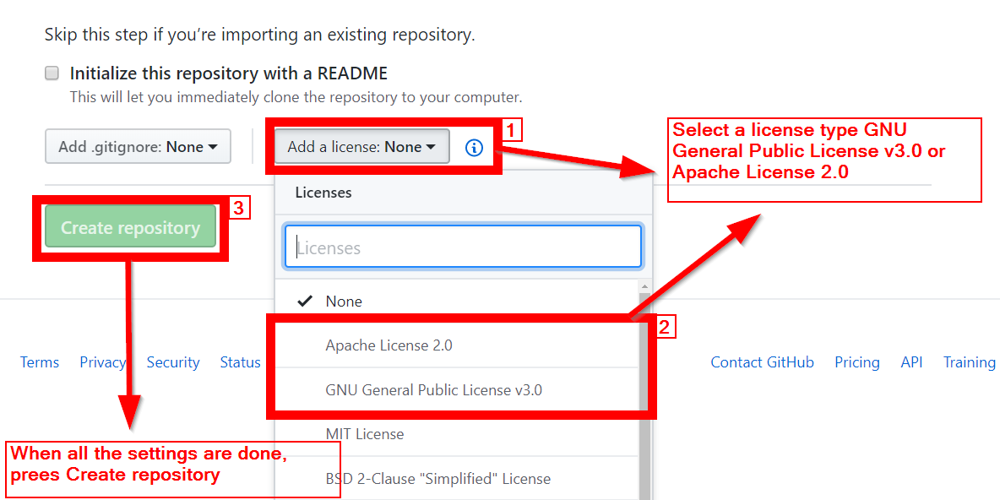 Skip this step if you’re importing an existing repository.
Initialize this repository with a README
This will let you immediately clone the repository to your computer.
Add .gitignore: None
Add a license: None
1
Select a license type GNU
General Public License v3.0 or
Apache License 2.0
Licenses
3
Create repository
Licenses
None
2
Apache License 2.0
Terms
Privacy
Security
Status
Contact GitHub
Pricing
API
Training
GNU General Public License v3.0
MIT License
When all the settings are done,
prees Create repository
BSD 2-Clause "Simplified" License